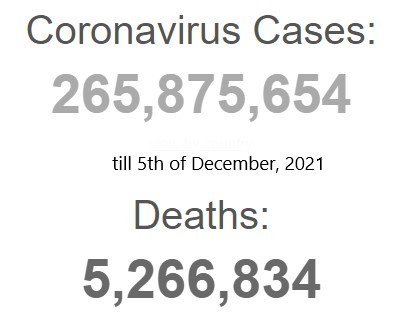 Coronavirus Cases:
265,875,654
till 5th of December, 2021
Deaths:
5,266,834